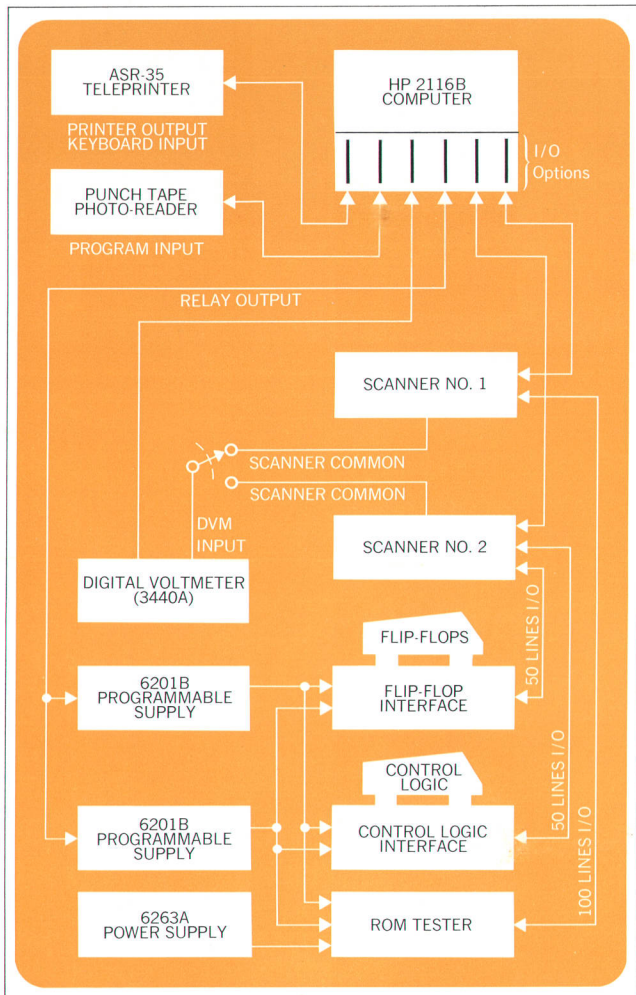 ASR-35
TELEPRINTER
PRINTER OUTPUT
KEYBOARD INPUT
HP 2116B
COMPUTER
I/O
Options
PUNCH TAPE
PHOTO-READER
PROGRAM INPUT
RELAY OUTPUT
SCANNER NO. 1
SCANNER COMMON
SCANNER COMMON
DVM
INPUT
SCANNER NO. 2
DIGITAL VOLTMETER
(3440A)
50 LINES I/O
FLIP-FLOPS
FLIP-FLOP
INTERFACE
6201B
PROGRAMMABLE
SUPPLY
50 LINES I/O
100 LINES I/O
CONTROL
LOGIC
CONTROL LOGIC
INTERFACE
6201B
PROGRAMMABLE
SUPPLY
6263A
POWER SUPPLY
ROM TESTER